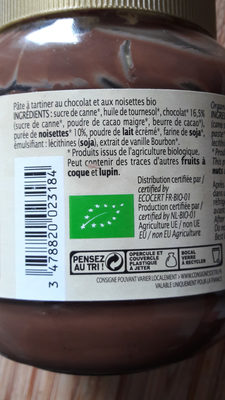 Pâte à tartiner au chocolat et aux noisettes bio
INGRÉDIENTS : sucre de canne*, huile de tournesol*, chocolat* 16,5%
(sucre de canne*, poudre de cacao maigre*, beurre de cacao*),
purée de noisettes* 10%, poudre de lait écrémé*, farine de soja*,
émulsifiant : lécithines (soja), extrait de vanille Bourbon*.
* Produits issus de l'agriculture biologique.
Peut contenir des traces d'autres fruits à
coque et lupin.
Distribution certifiée par /
certified by
ECOCERT FR-BIO-01
Production certifiée par /
certified by NL-BIO-01
Agriculture UE / non UE
EU / non EU Agriculture
3 478820 023184
PENSEZ
AU TRI !
OPERCULE ET
COUVERCLE
PLASTIQUE
À JETER
BOCAL
VERRE
À RECYCLER
CONSIGNE POUVANT VARIER LOCALEMENT >
VALABLE UNIQUEMENT POUR LA FRANCE